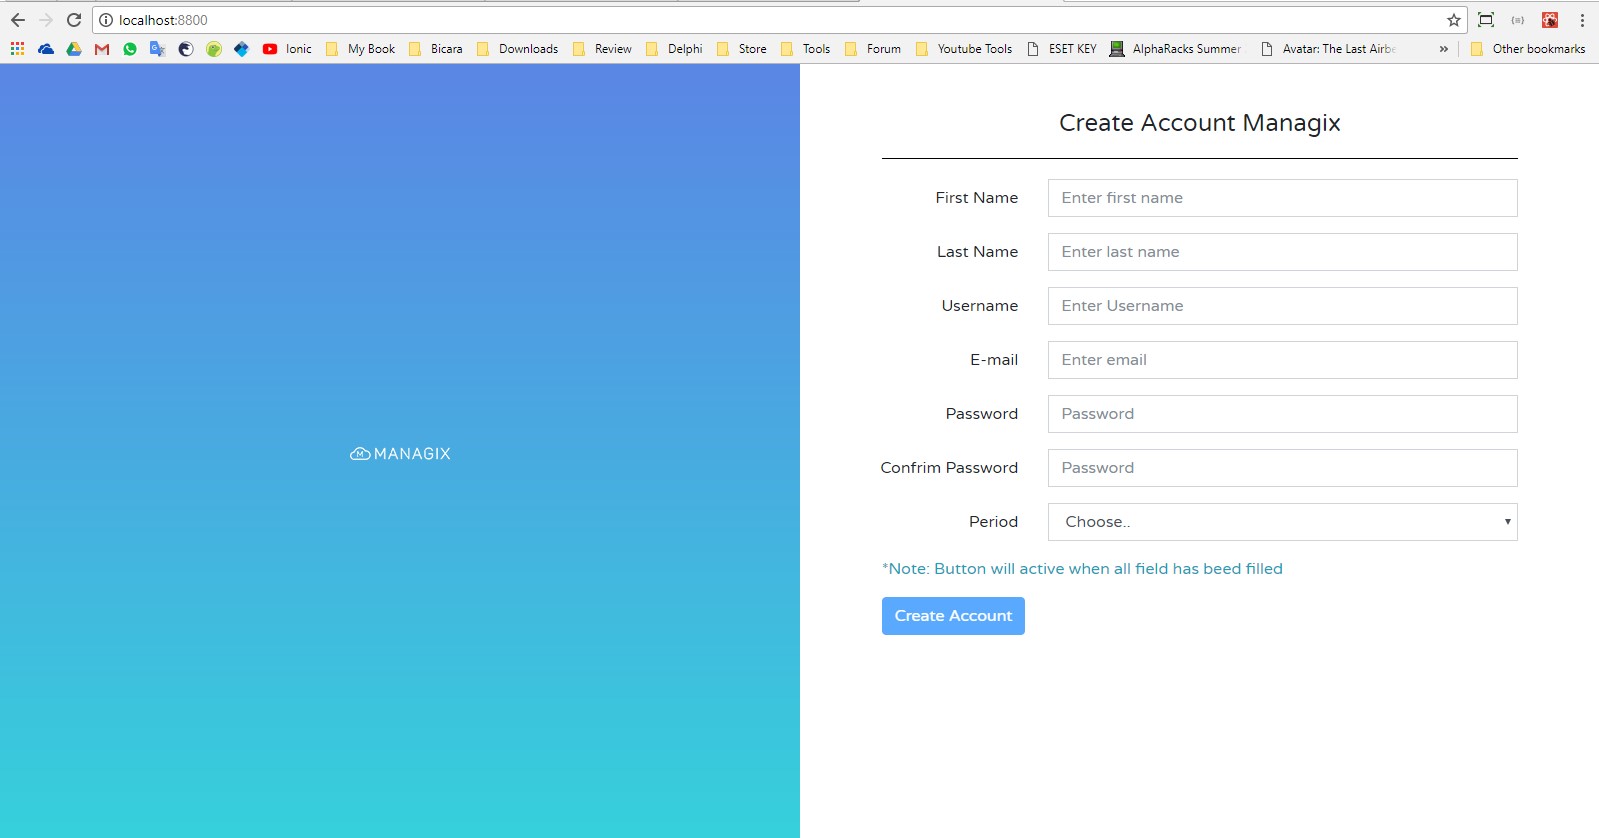 localhost:8800
Ionic My Book Bicara Downloads Review Delphi Store Tools Forum Youtube Tools ESET KEY AlphaRacks Summer Avatar: The Last Airbe » Other bookmarks
Create Account Managix
First Name Enter first name
Last Name Enter last name
Username Enter Username
E-mail Enter email
Password Password
M MANAGIX
Confrim Password Password
Period Choose..
*Note: Button will active when all field has beed filled
Create Account